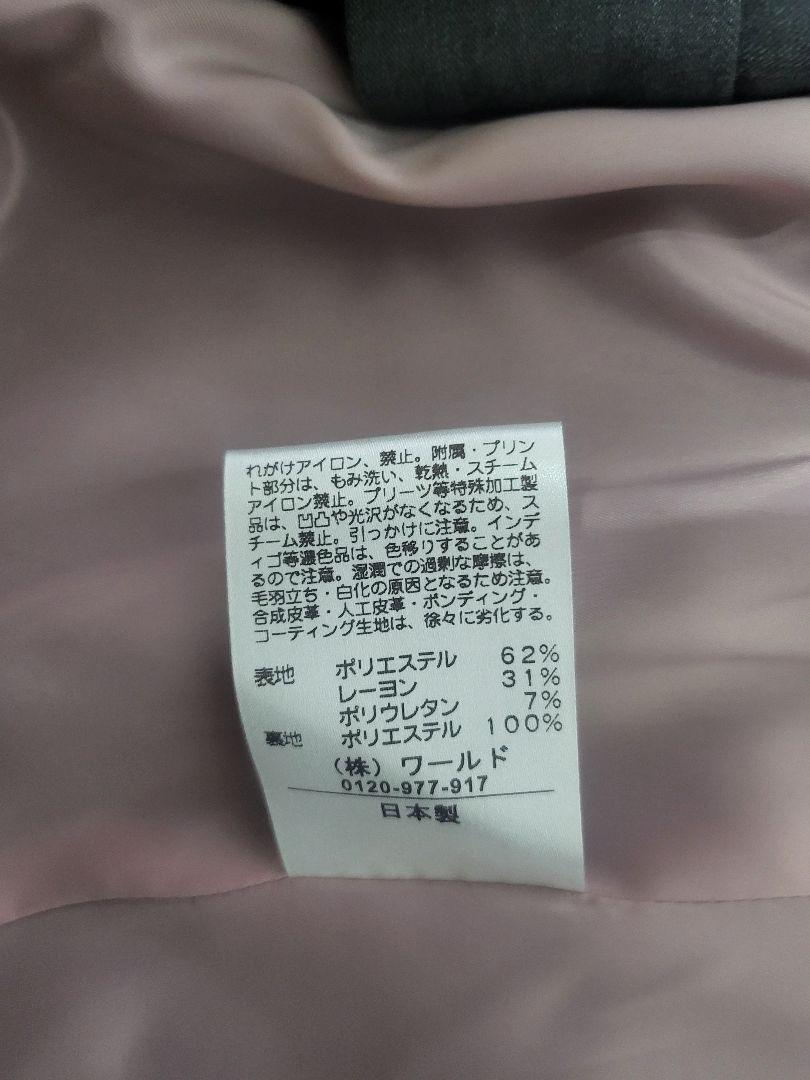 れがけアイロン、禁止。附属・プリン
ト部分は、もみ洗い、乾熱・スチーム
アイロン禁止。プリーツ等特殊加工製
品は、凹凸や光沢がなくなるため、ス
チーム禁止。引っかけに注意。インデ
ィゴ等濃色品は、色移りすることがあ
るので注意。湿潤での過剰な摩擦は、
毛羽立ち・白化の原因となるため注意。
合成皮革・人工皮革・ボンディング・
コーティング生地は、徐々に劣化する。
表地 ポリエステル 62%
レーヨン 31%
ポリウレタン 7%
裏地 ポリエステル 100%
(株) ワールド
0120-977-917
日本製